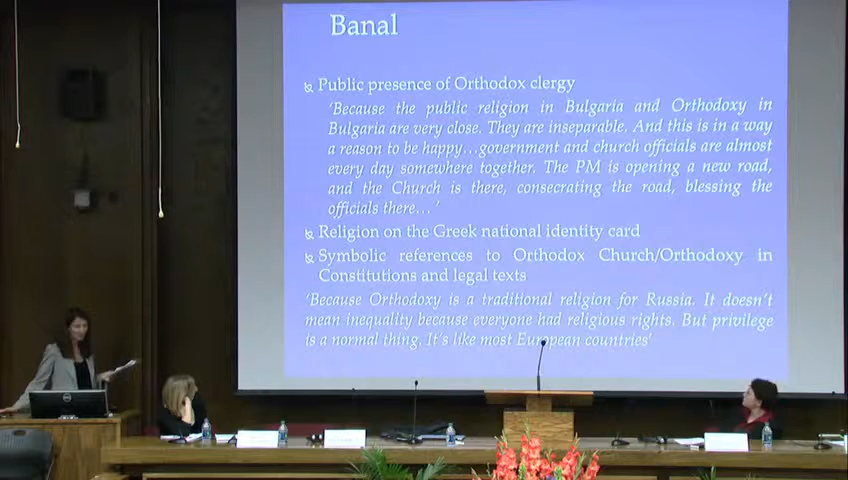 Banal
Public presence of Orthodox clergy
'Because the public religion in Bulgaria and Orthodoxy in
Bulgaria are very close. They are inseparable. And this is in a way
a reason to be happy…government and church officials are almost
every day somewhere together. The PM is opening a new road,
and the Church is there, consecrating the road, blessing the
officials there…'
Religion on the Greek national identity card
Symbolic references to Orthodox Church/Orthodoxy in
Constitutions and legal texts
'Because Orthodoxy is a traditional religion for Russia. It doesn't
mean inequality because everyone had religious rights. But privilege
is a normal thing. It's like most European countries'